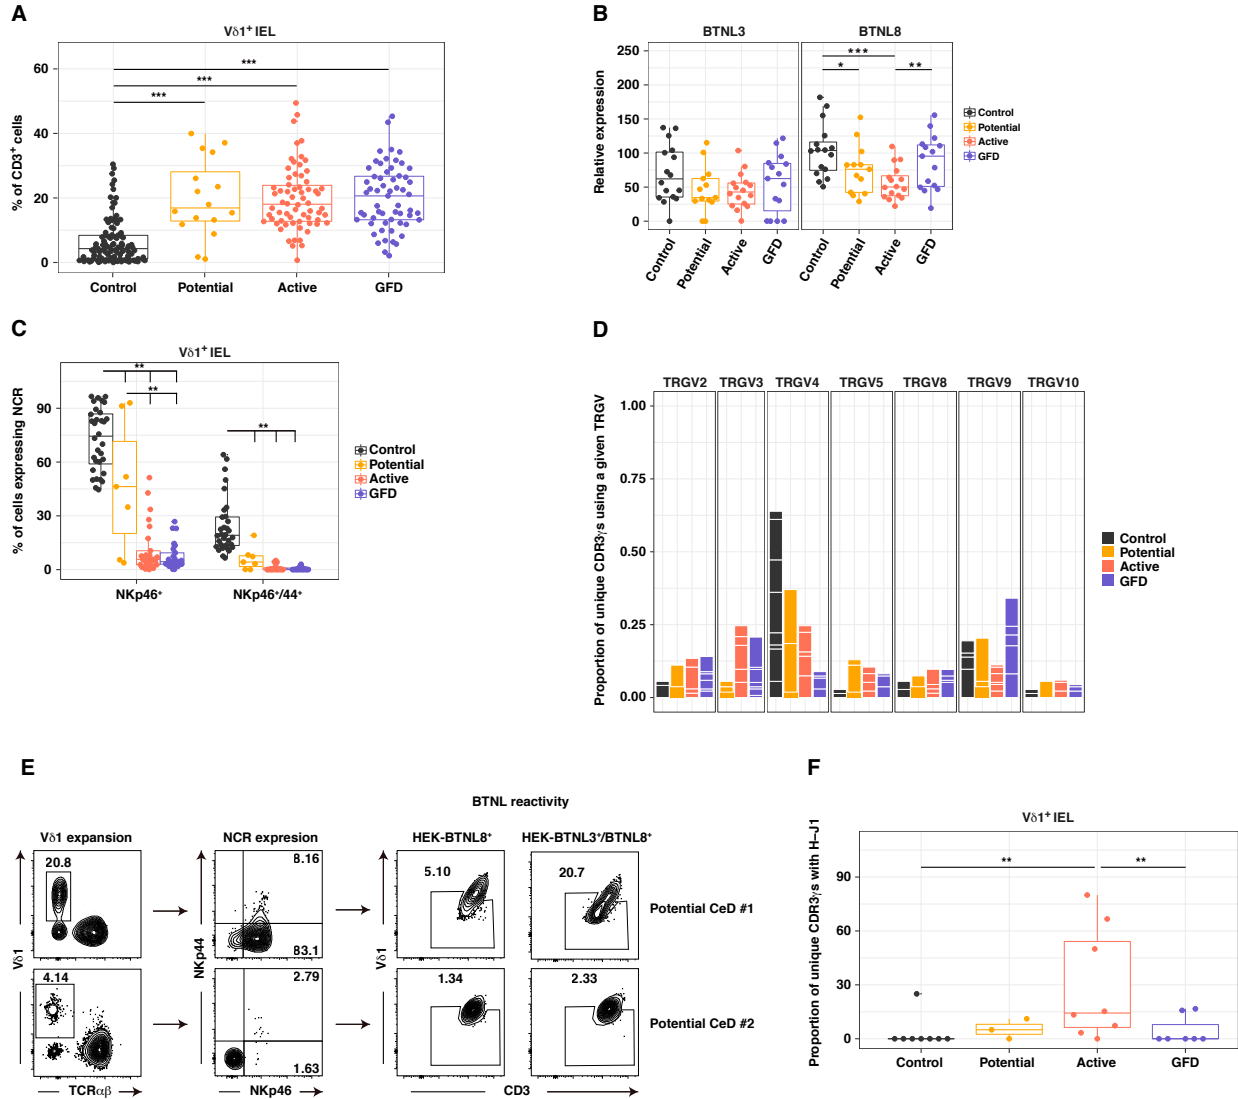 A
Vδ1⁺ IEL
% of CD3⁺ cells
60
40
20
0
***
***
***
Control Potential Active GFD
B
BTNL3 BTNL8
Relative expression
250
200
150
100
50
0
***
* **
Control Potential Active GFD Control Potential Active GFD
Control
Potential
Active
GFD
C
Vδ1⁺ IEL
% of cells expressing NCR
90
60
30
0
**
**
**
NKp46⁺ NKp46⁺/44⁺
Control
Potential
Active
GFD
D
TRGV2 TRGV3 TRGV4 TRGV5 TRGV8 TRGV9 TRGV10
Proportion of unique CDR3γs using a given TRGV
1.00
0.75
0.50
0.25
0.00
Control
Potential
Active
GFD
E
BTNL reactivity
Vδ1 expansion NCR expresion HEK-BTNL8⁺ HEK-BTNL3⁺/BTNL8⁺
20.8 8.16 5.10 20.7
83.1
Potential CeD #1
4.14 2.79 1.34 2.33
1.63
Potential CeD #2
Vδ1 NKp44 Vδ1
TCRαβ NKp46 CD3
F
Vδ1⁺ IEL
Proportion of unique CDR3γs with H–J1
90
60
30
0
** **
Control Potential Active GFD